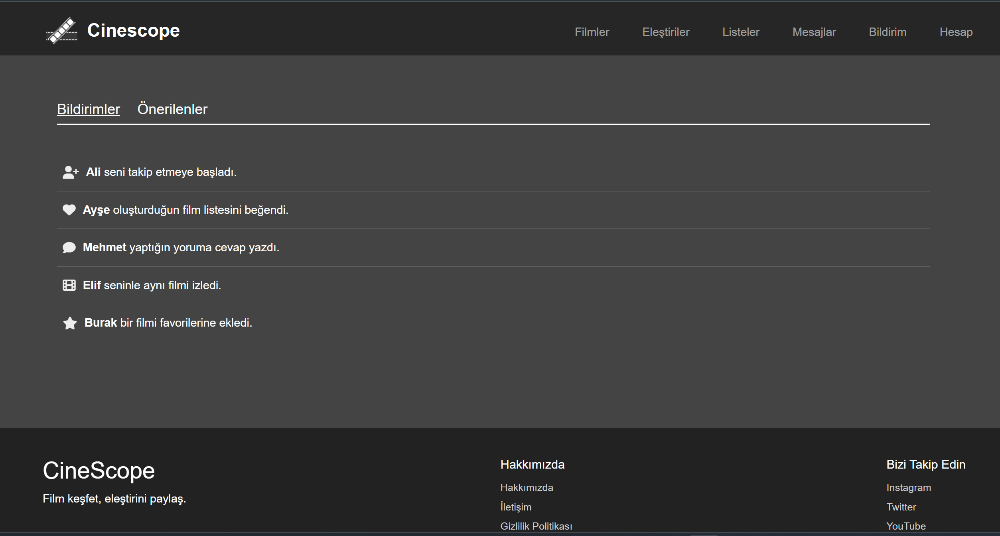 Cinescope
Filmler Eleştiriler Listeler Mesajlar Bildirim Hesap
Bildirimler Önerilenler
Ali seni takip etmeye başladı.
Ayşe oluşturduğun film listesini beğendi.
Mehmet yaptığın yoruma cevap yazdı.
Elif seninle aynı filmi izledi.
Burak bir filmi favorilerine ekledi.
CineScope
Film keşfet, eleştirini paylaş.
Hakkımızda
Hakkımızda
İletişim
Gizlilik Politikası
Bizi Takip Edin
Instagram
Twitter
YouTube